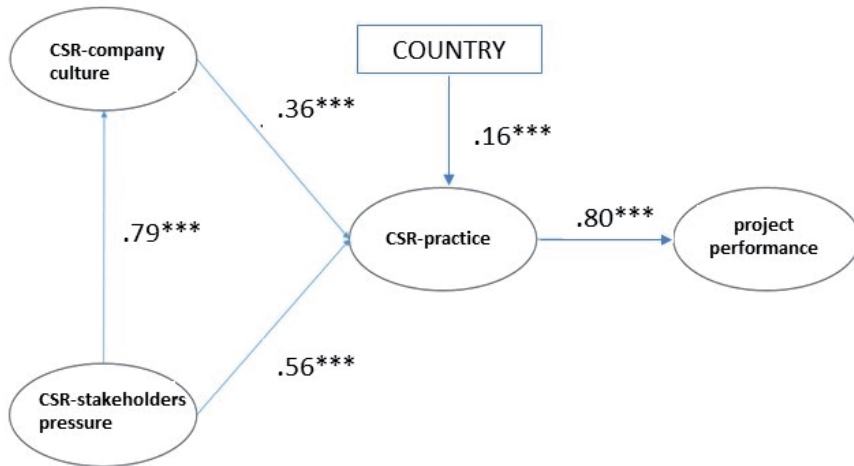 CSR-company
culture
COUNTRY
.36***
.16***
.79***
CSR-practice
.80***
project
performance
.56***
CSR-stakeholders
pressure